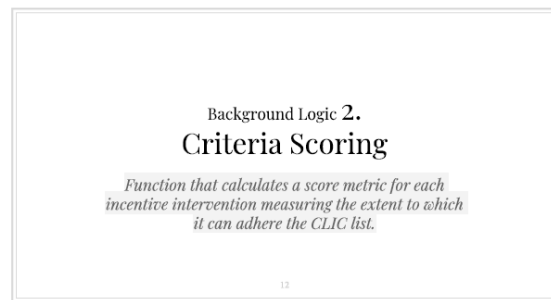 Background Logic 2.
Criteria Scoring
Function that calculates a score metric for each
incentive intervention measuring the extent to which
it can adhere the CLIC list.
12